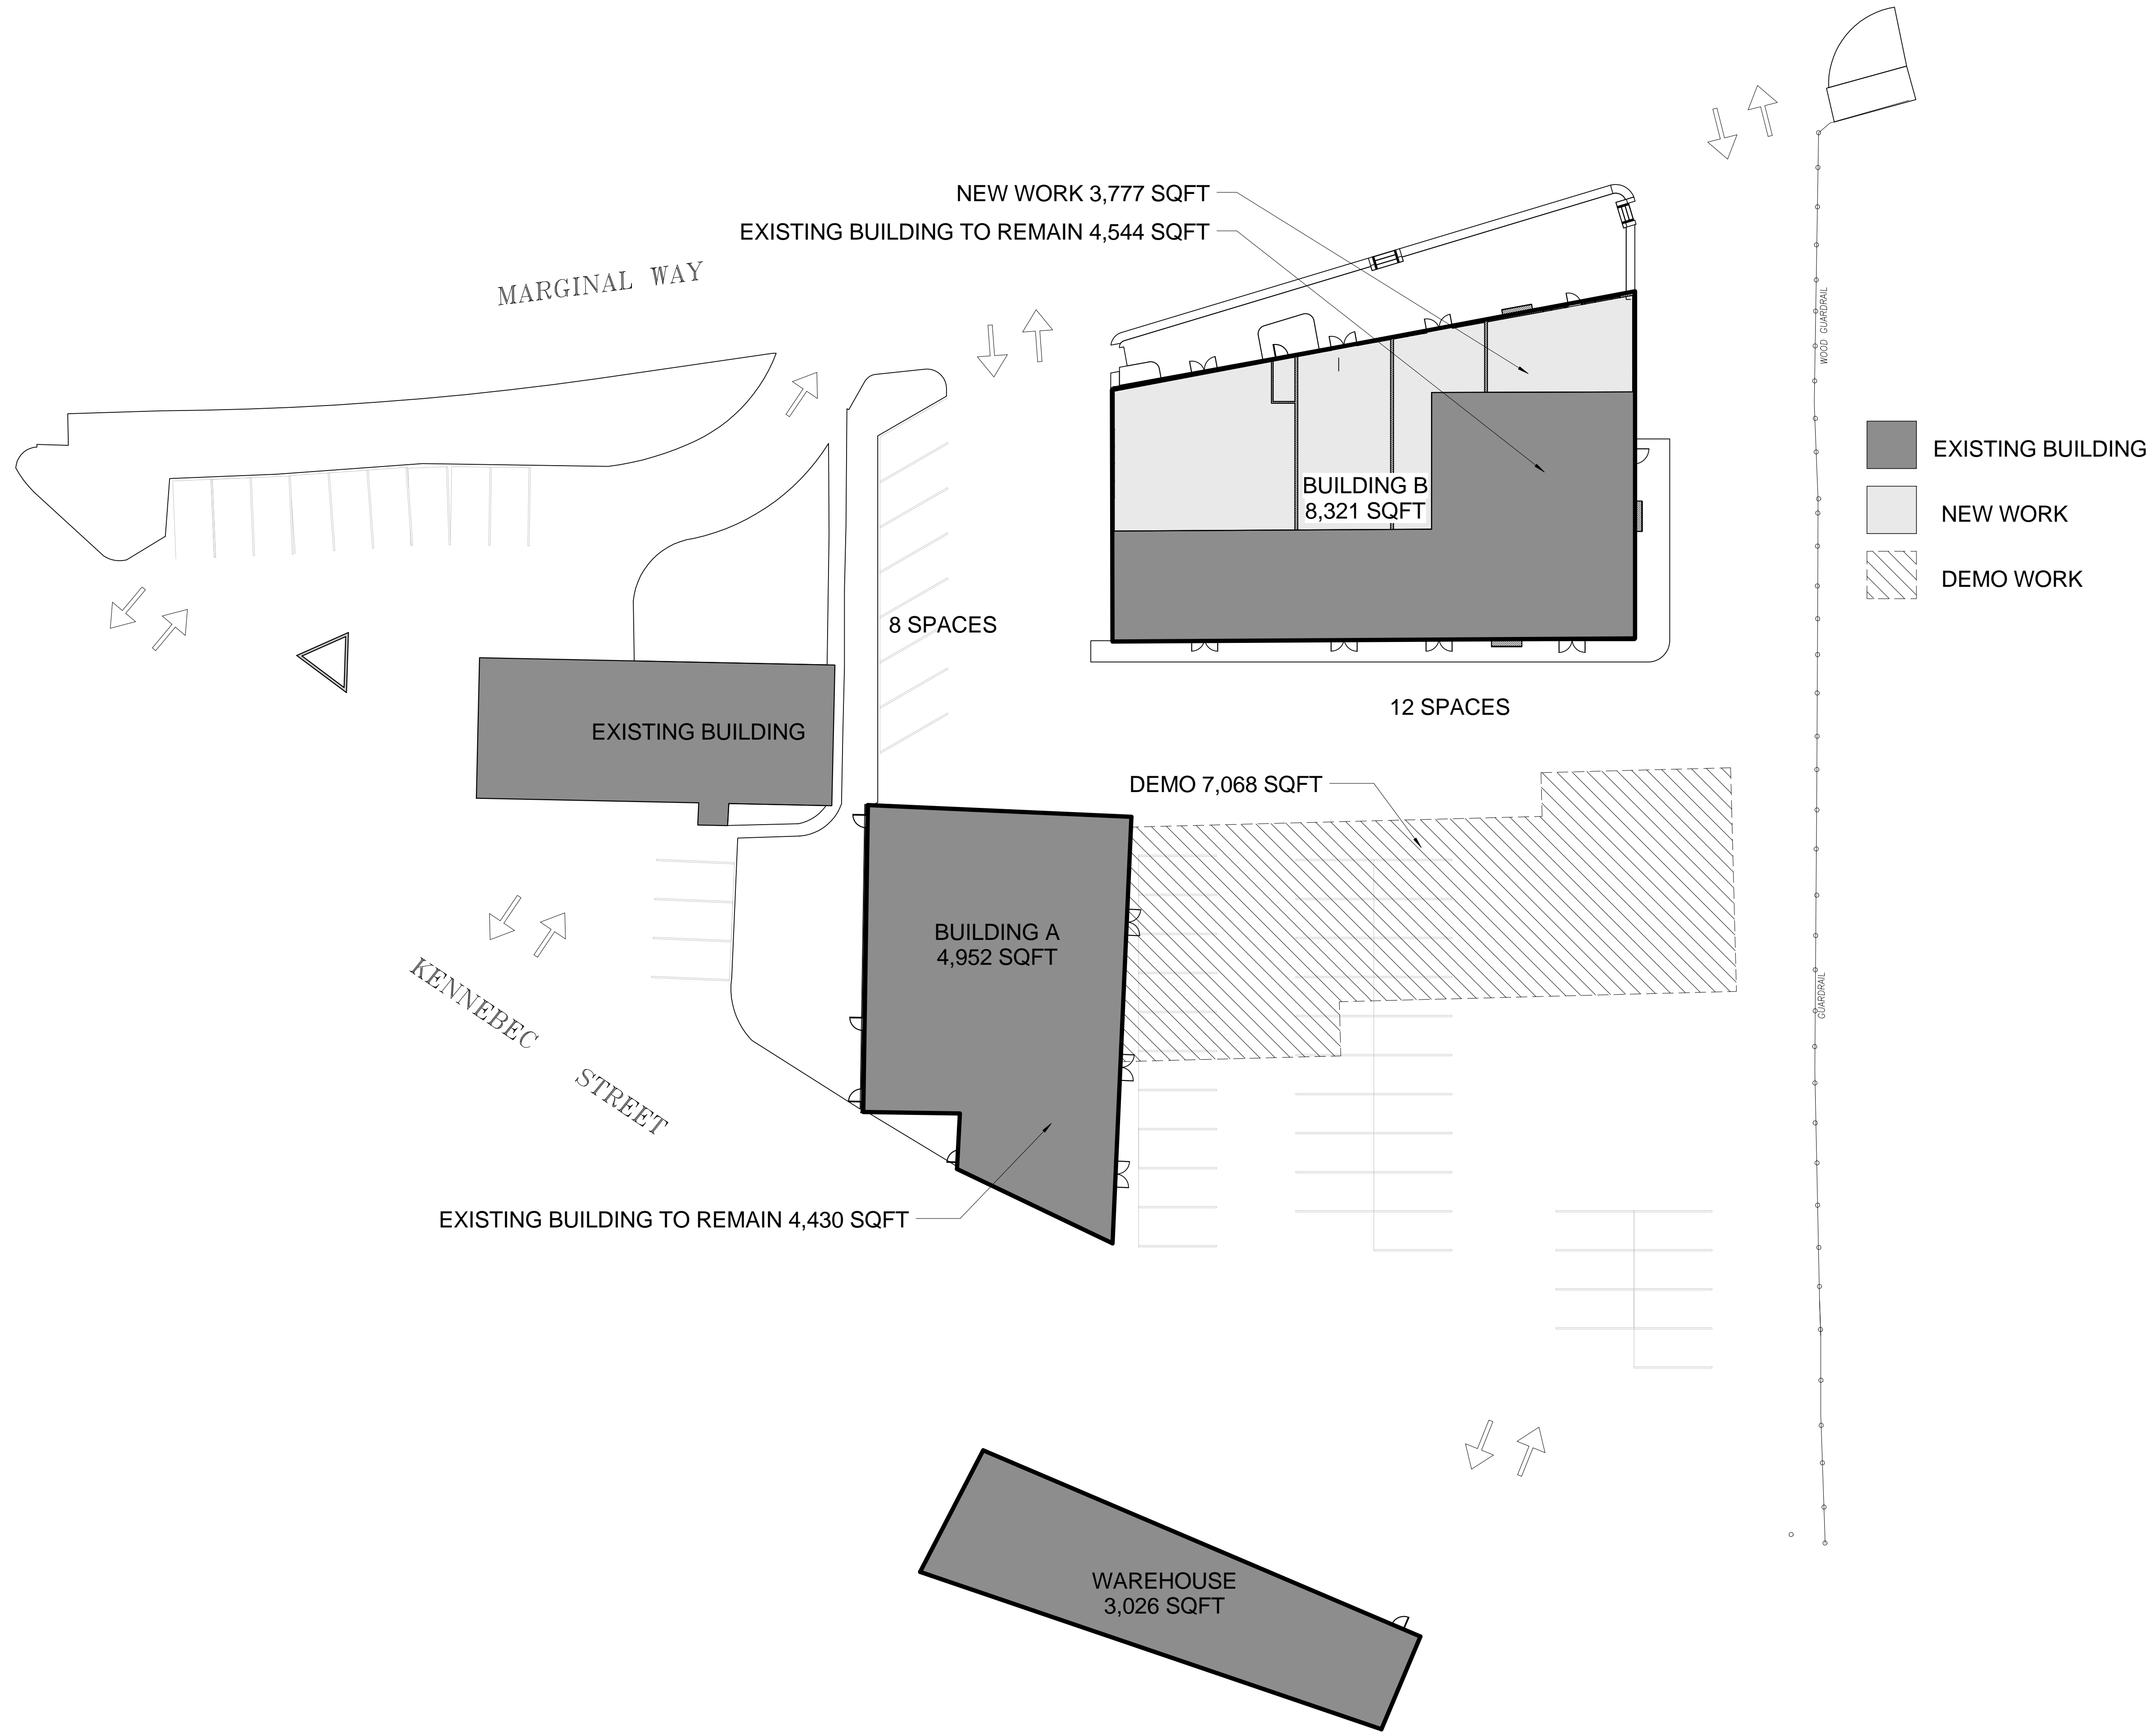 NEW WORK 3,777 SQFT
EXISTING BUILDING TO REMAIN 4,544 SQFT
MARGINAL WAY
WOOD GUARDRAIL
EXISTING BUILDING
NEW WORK
DEMO WORK
BUILDING B
8,321 SQFT
8 SPACES
12 SPACES
EXISTING BUILDING
DEMO 7,068 SQFT
BUILDING A
4,952 SQFT
KENNEBEC STREET
GUARDRAIL
EXISTING BUILDING TO REMAIN 4,430 SQFT
WAREHOUSE
3,026 SQFT